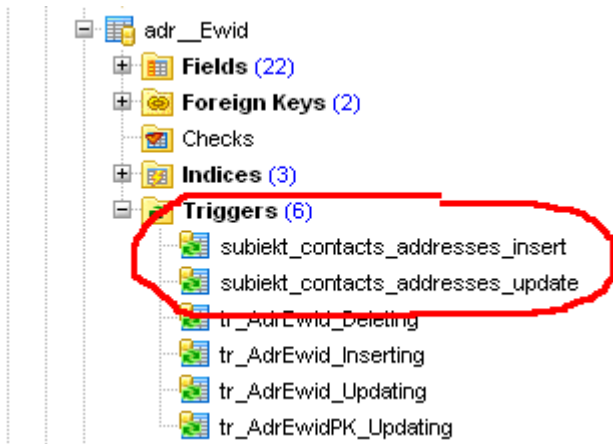 adr__Ewid
Fields (22)
Foreign Keys (2)
Checks
Indices (3)
Triggers (6)
subiekt_contacts_addresses_insert
subiekt_contacts_addresses_update
tr_AdrEwid_Deleting
tr_AdrEwid_Inserting
tr_AdrEwid_Updating
tr_AdrEwidPK_Updating